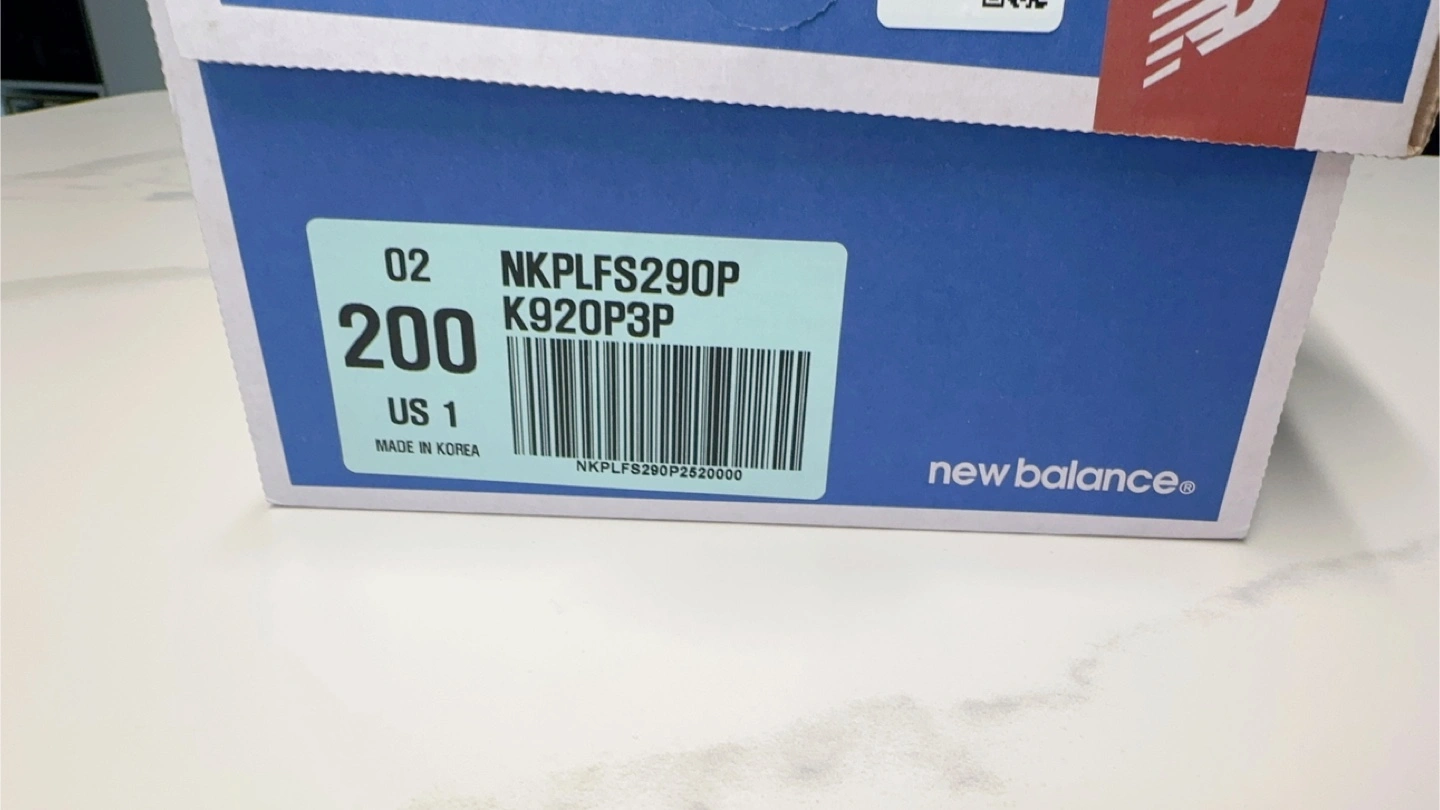 02
200
US 1
MADE IN KOREA
NKPLFS290P
K920P3P
NKPLFS290P2520000
new balance®